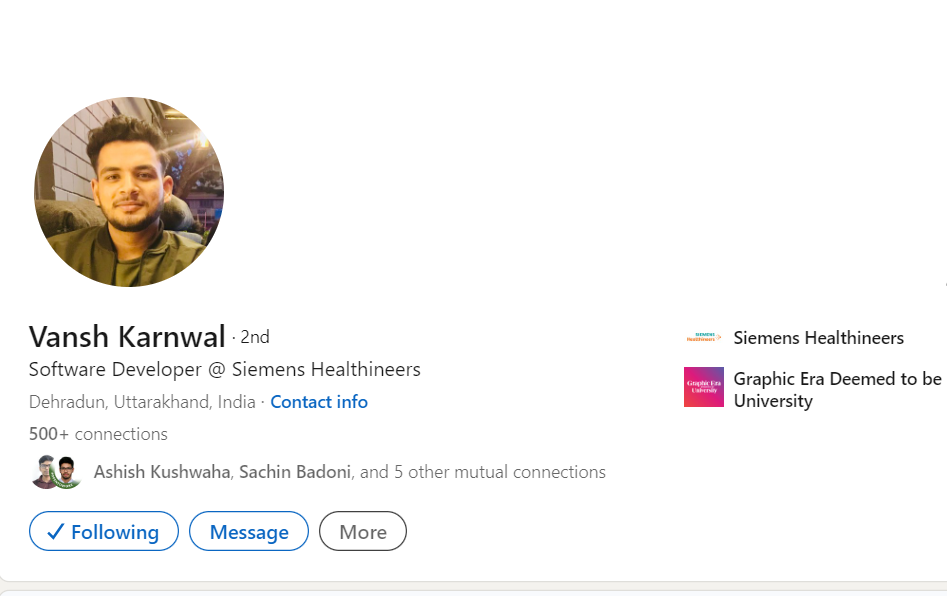 Vansh Karnwal · 2nd
Software Developer @ Siemens Healthineers
Dehradun, Uttarakhand, India · Contact info
500+ connections
Ashish Kushwaha, Sachin Badoni, and 5 other mutual connections
Following
Message
More
SIEMENS
Healthineers
Siemens Healthineers
Graphic Era
University
Graphic Era Deemed to be
University